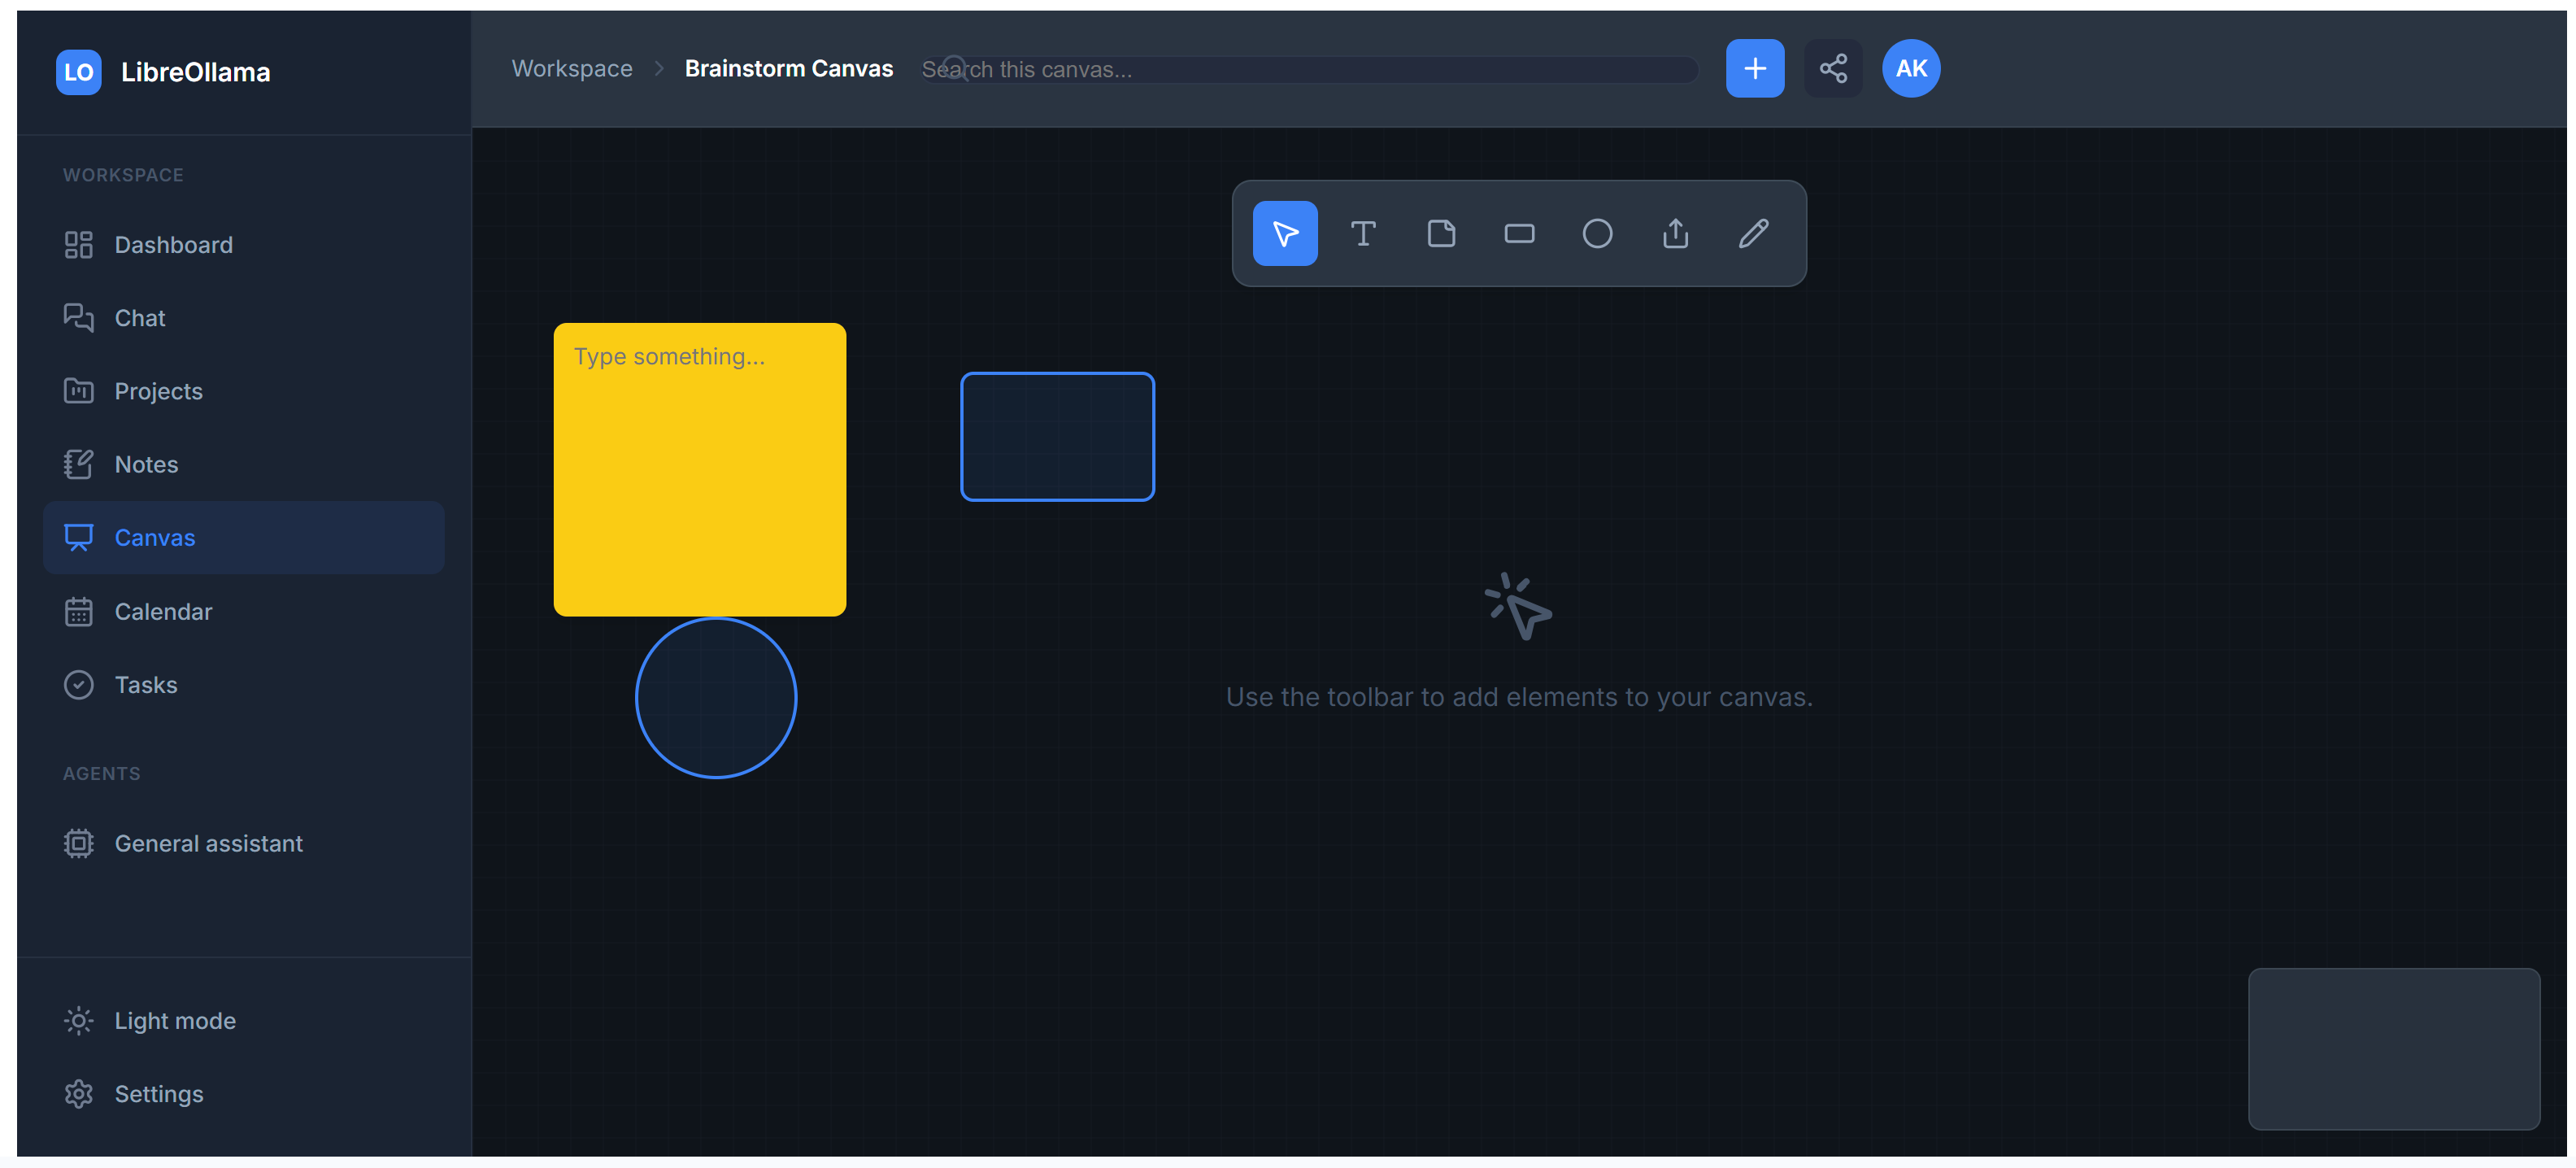 LO LibreOllama
WORKSPACE
Dashboard
Chat
Projects
Notes
Canvas
Calendar
Tasks
AGENTS
General assistant
Light mode
Settings
Workspace Brainstorm Canvas Search this canvas... AK
Type something...
Use the toolbar to add elements to your canvas.